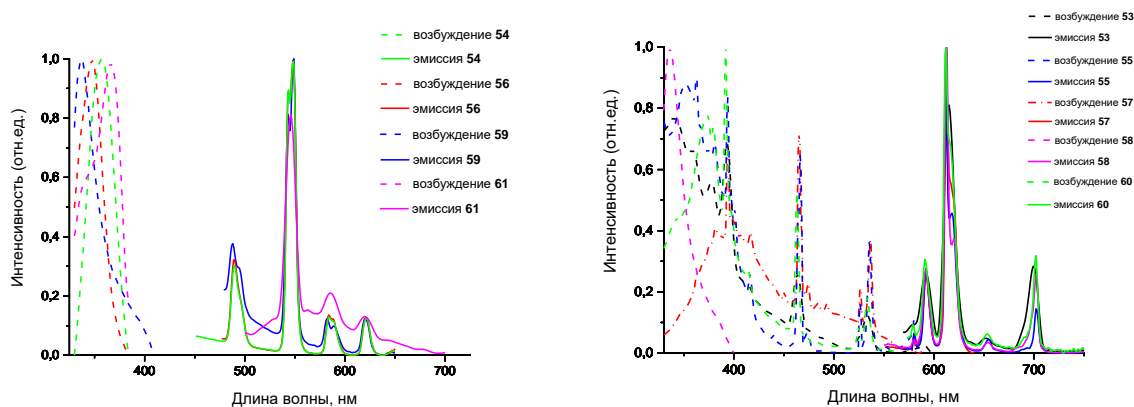 возбуждение 54
эмиссия 54
возбуждение 56
эмиссия 56
возбуждение 59
эмиссия 59
возбуждение 61
эмиссия 61
Интенсивность (отн.ед.)
1,0
0,8
0,6
0,4
0,2
0,0
400
500
600
700
Длина волны, нм
возбуждение 53
эмиссия 53
возбуждение 55
эмиссия 55
возбуждение 57
эмиссия 57
возбуждение 58
эмиссия 58
возбуждение 60
эмиссия 60
Интенсивность (отн.ед.)
1,0
0,8
0,6
0,4
0,2
0,0
400
500
600
700
Длина волны, нм